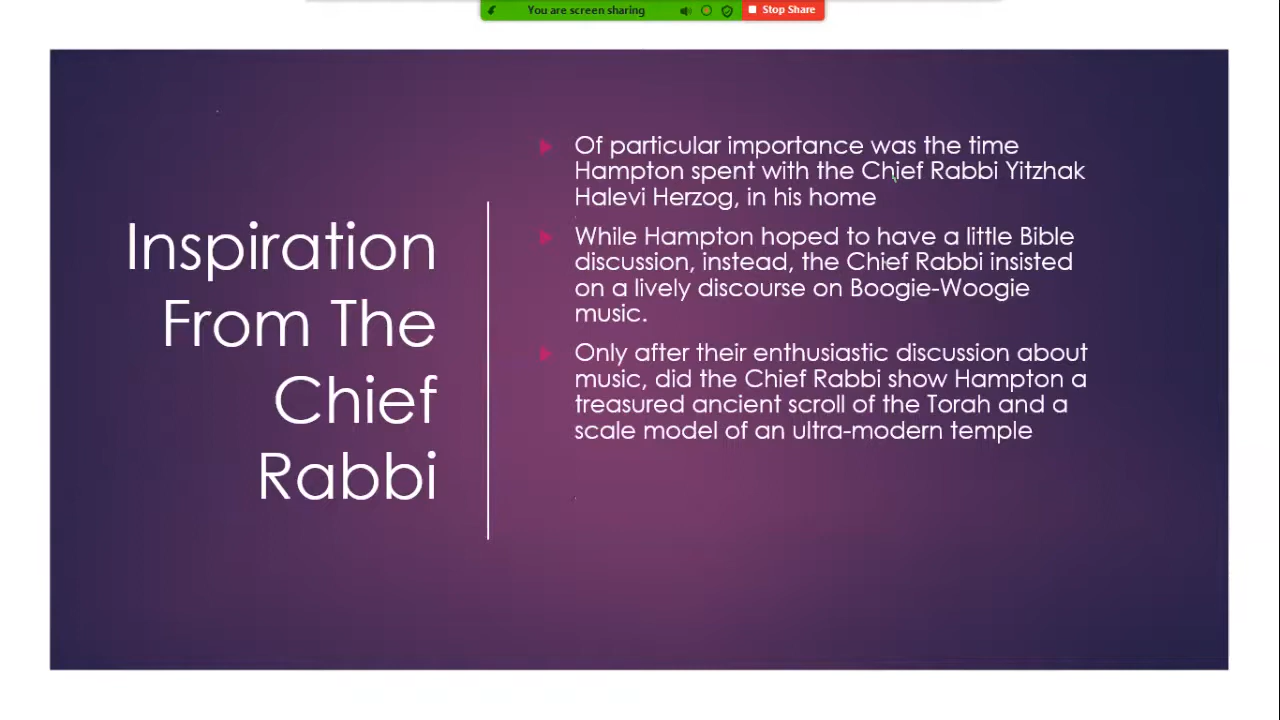 You are screen sharing
Stop Share
Inspiration
From The
Chief
Rabbi
Of particular importance was the time
Hampton spent with the Chief Rabbi Yitzhak
Halevi Herzog, in his home
While Hampton hoped to have a little Bible
discussion, instead, the Chief Rabbi insisted
on a lively discourse on Boogie-Woogie
music.
Only after their enthusiastic discussion about
music, did the Chief Rabbi show Hampton a
treasured ancient scroll of the Torah and a
scale model of an ultra-modern temple